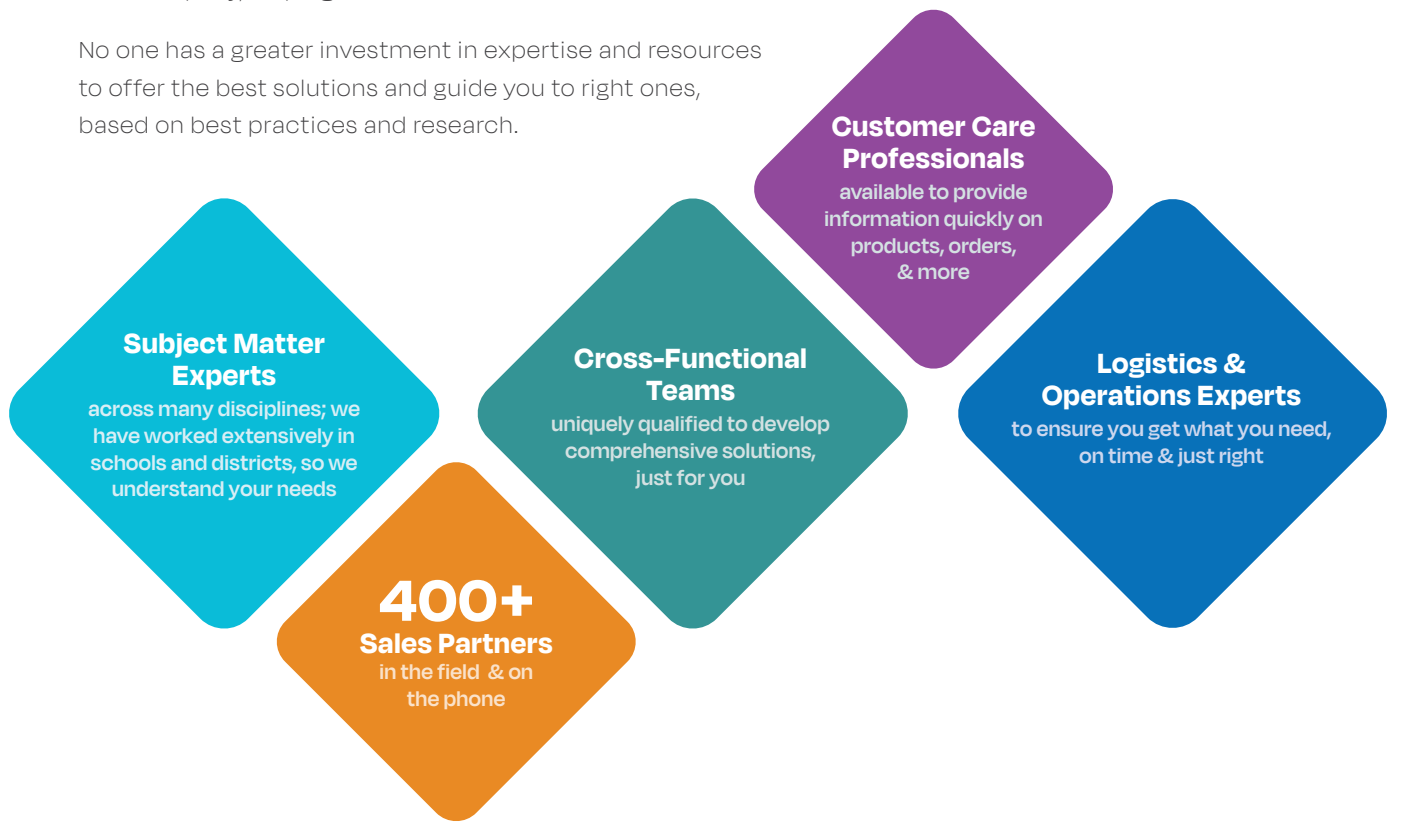 No one has a greater investment in expertise and resources
to offer the best solutions and guide you to right ones,
based on best practices and research.
Customer Care
Professionals
available to provide
information quickly on
products, orders,
& more
Subject Matter
Experts
across many disciplines; we
have worked extensively in
schools and districts, so we
understand your needs
Cross-Functional
Teams
uniquely qualified to develop
comprehensive solutions,
just for you
Logistics &
Operations Experts
to ensure you get what you need,
on time & just right
400+
Sales Partners
in the field & on
the phone